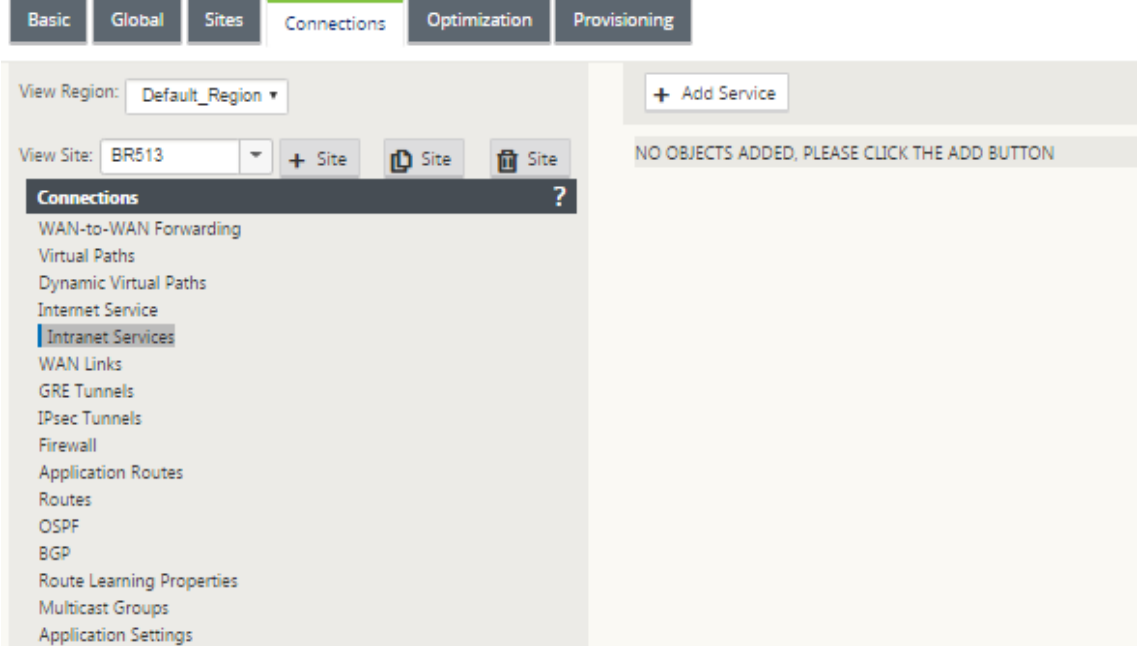 Basic Global Sites Connections Optimization Provisioning
View Region: Default_Region
+ Add Service
View Site: BR513 + Site Site Site
NO OBJECTS ADDED, PLEASE CLICK THE ADD BUTTON
Connections ?
WAN-to-WAN Forwarding
Virtual Paths
Dynamic Virtual Paths
Internet Service
Intranet Services
WAN Links
GRE Tunnels
IPsec Tunnels
Firewall
Application Routes
Routes
OSPF
BGP
Route Learning Properties
Multicast Groups
Application Settings